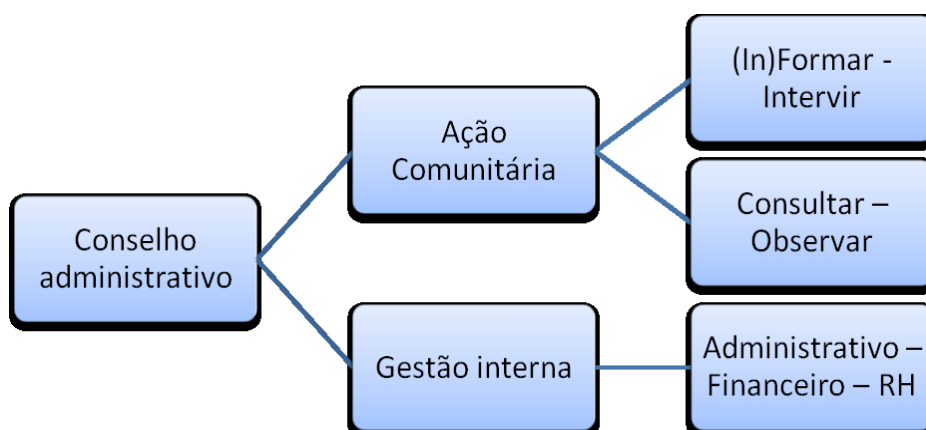 Conselho
administrativo
Ação
Comunitária
(In)Formar -
Intervir
Consultar –
Observar
Gestão interna
Administrativo –
Financeiro – RH